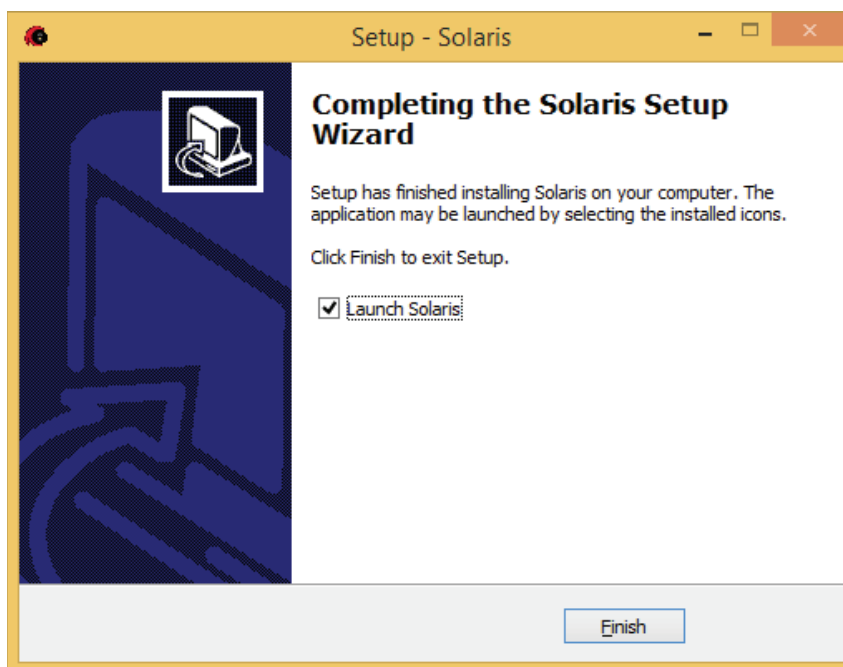 Setup - Solaris
Completing the Solaris Setup
Wizard
Setup has finished installing Solaris on your computer. The
application may be launched by selecting the installed icons.
Click Finish to exit Setup.
Launch Solaris
Finish